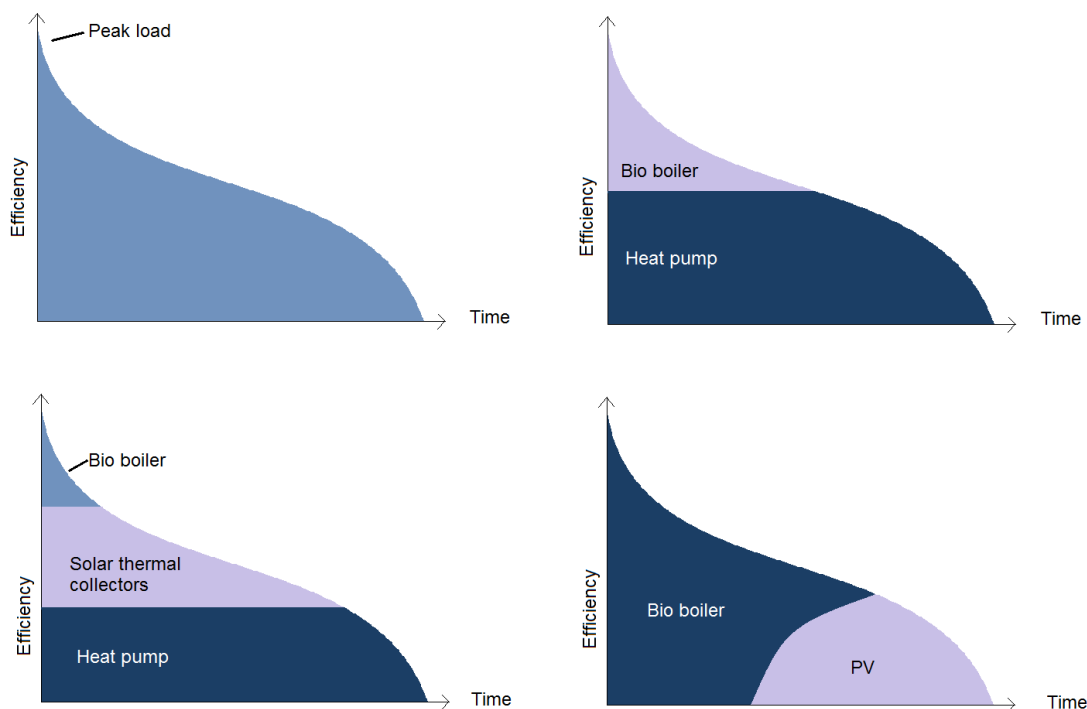 Peak load
Efficiency
Time
Bio boiler
Heat pump
Efficiency
Time
Bio boiler
Solar thermal
collectors
Heat pump
Efficiency
Time
Bio boiler
PV
Efficiency
Time